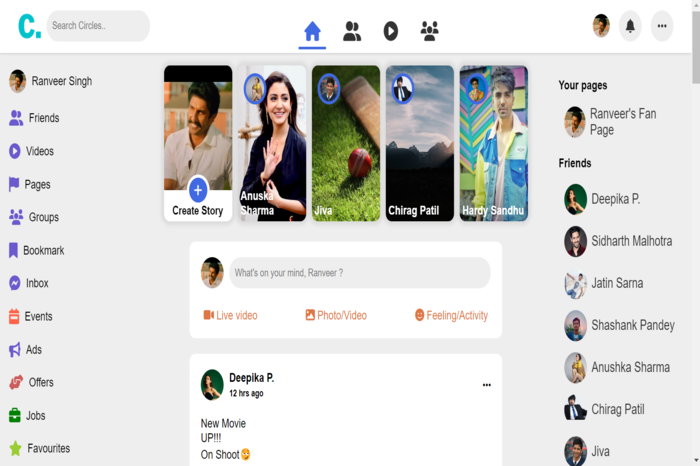 C.
Search Circles..
Ranveer Singh
Friends
Videos
Pages
Groups
Bookmark
Inbox
Events
Ads
Offers
Jobs
Favourites
Create Story
Anuska
Sharma
Jiva
Chirag Patil
Hardy Sandhu
What's on your mind, Ranveer ?
Live video
Photo/Video
Feeling/Activity
Deepika P.
12 hrs ago
New Movie
UP!!!
On Shoot
Your pages
Ranveer's Fan
Page
Friends
Deepika P.
Sidharth Malhotra
Jatin Sarna
Shashank Pandey
Anushka Sharma
Chirag Patil
Jiva